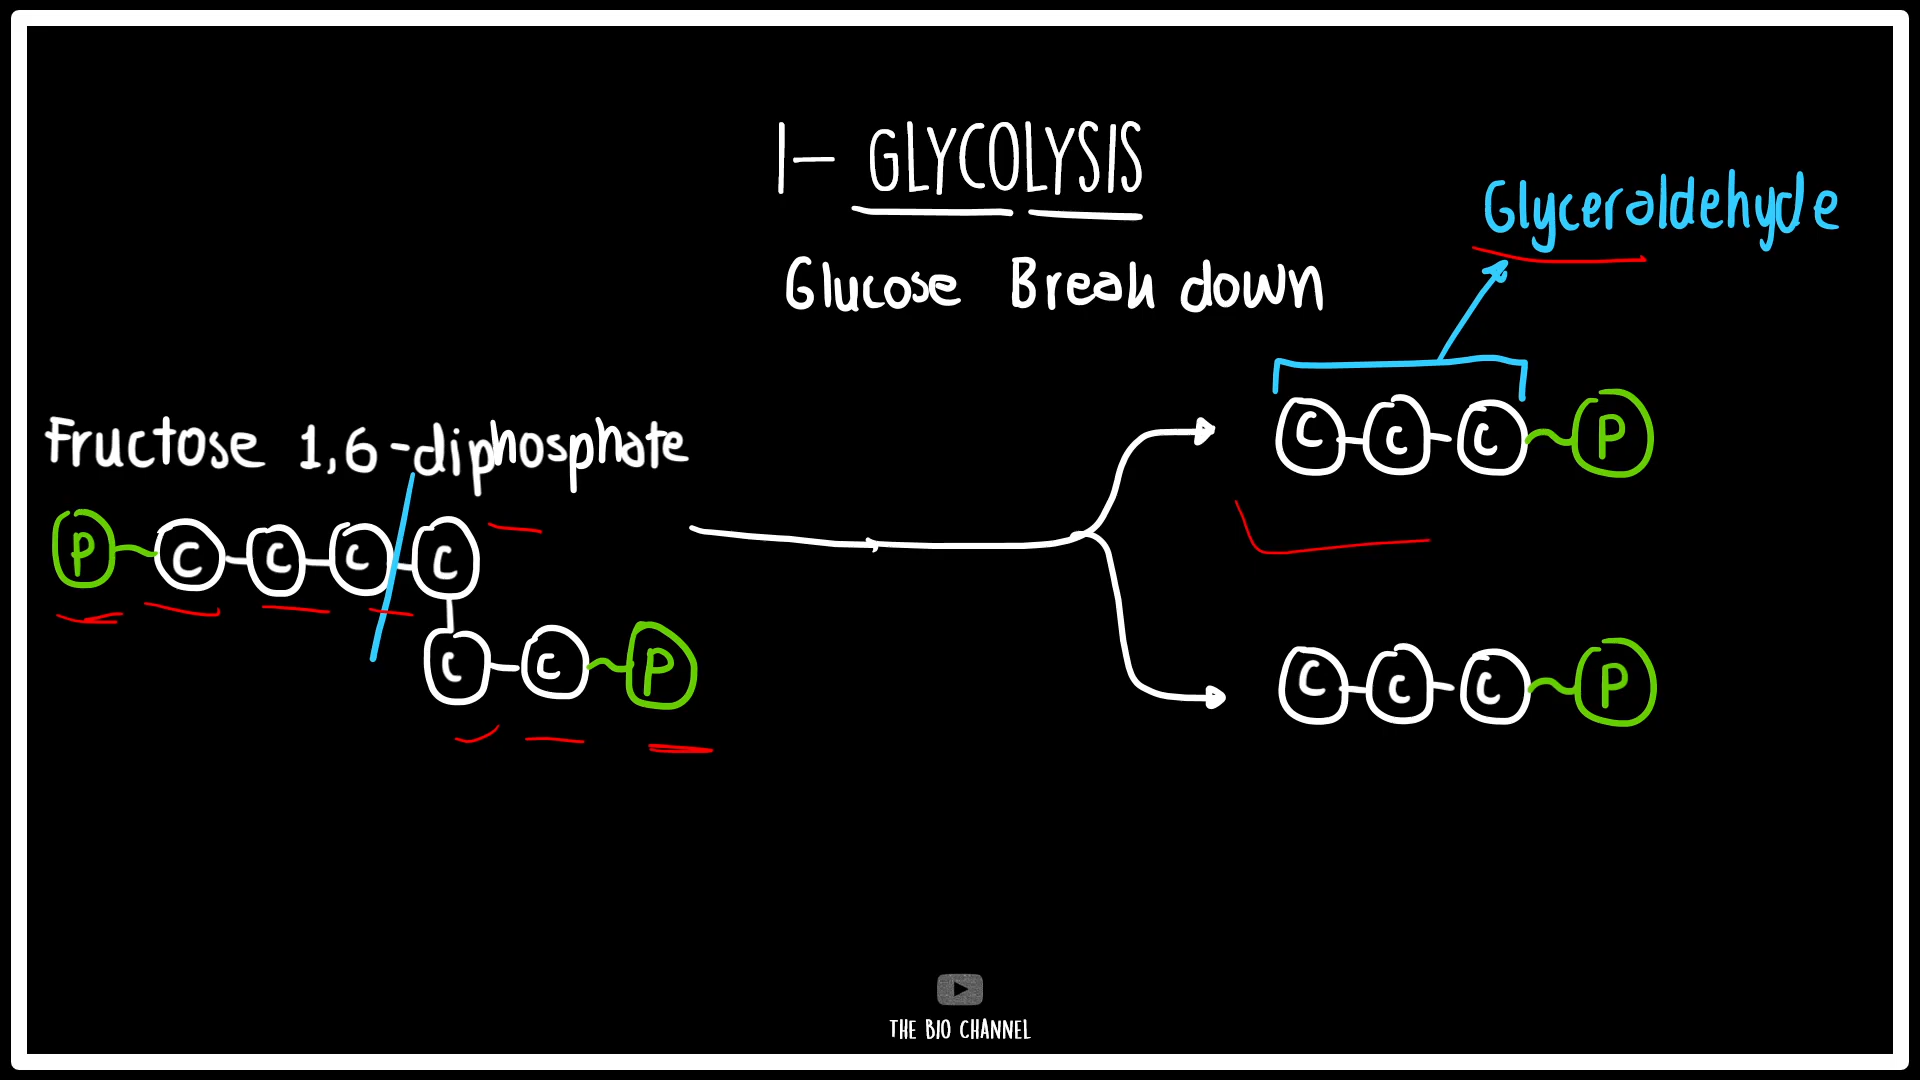 1- GLYCOLYSIS
Glyceraldehyde
Glucose Break down
Fructose 1,6-diphosphate
C C C P
P C C C C
C C P
C C C P
THE BIO CHANNEL